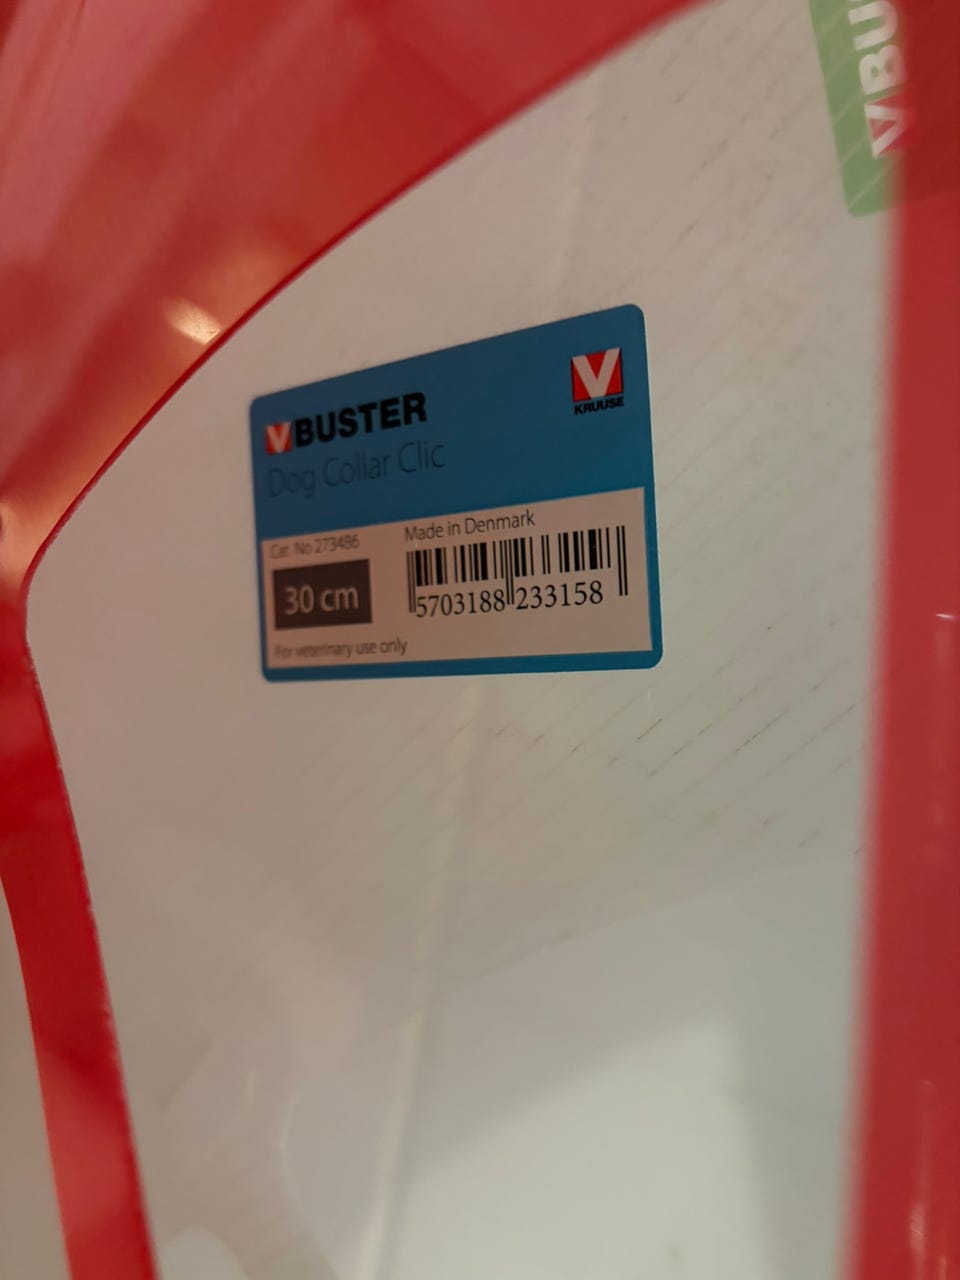 VBU
V BUSTER
Dog Collar Clic
V
KRUUSE
Cat. No 273486
Made in Denmark
30 cm
5703188 233158
For veterinary use only